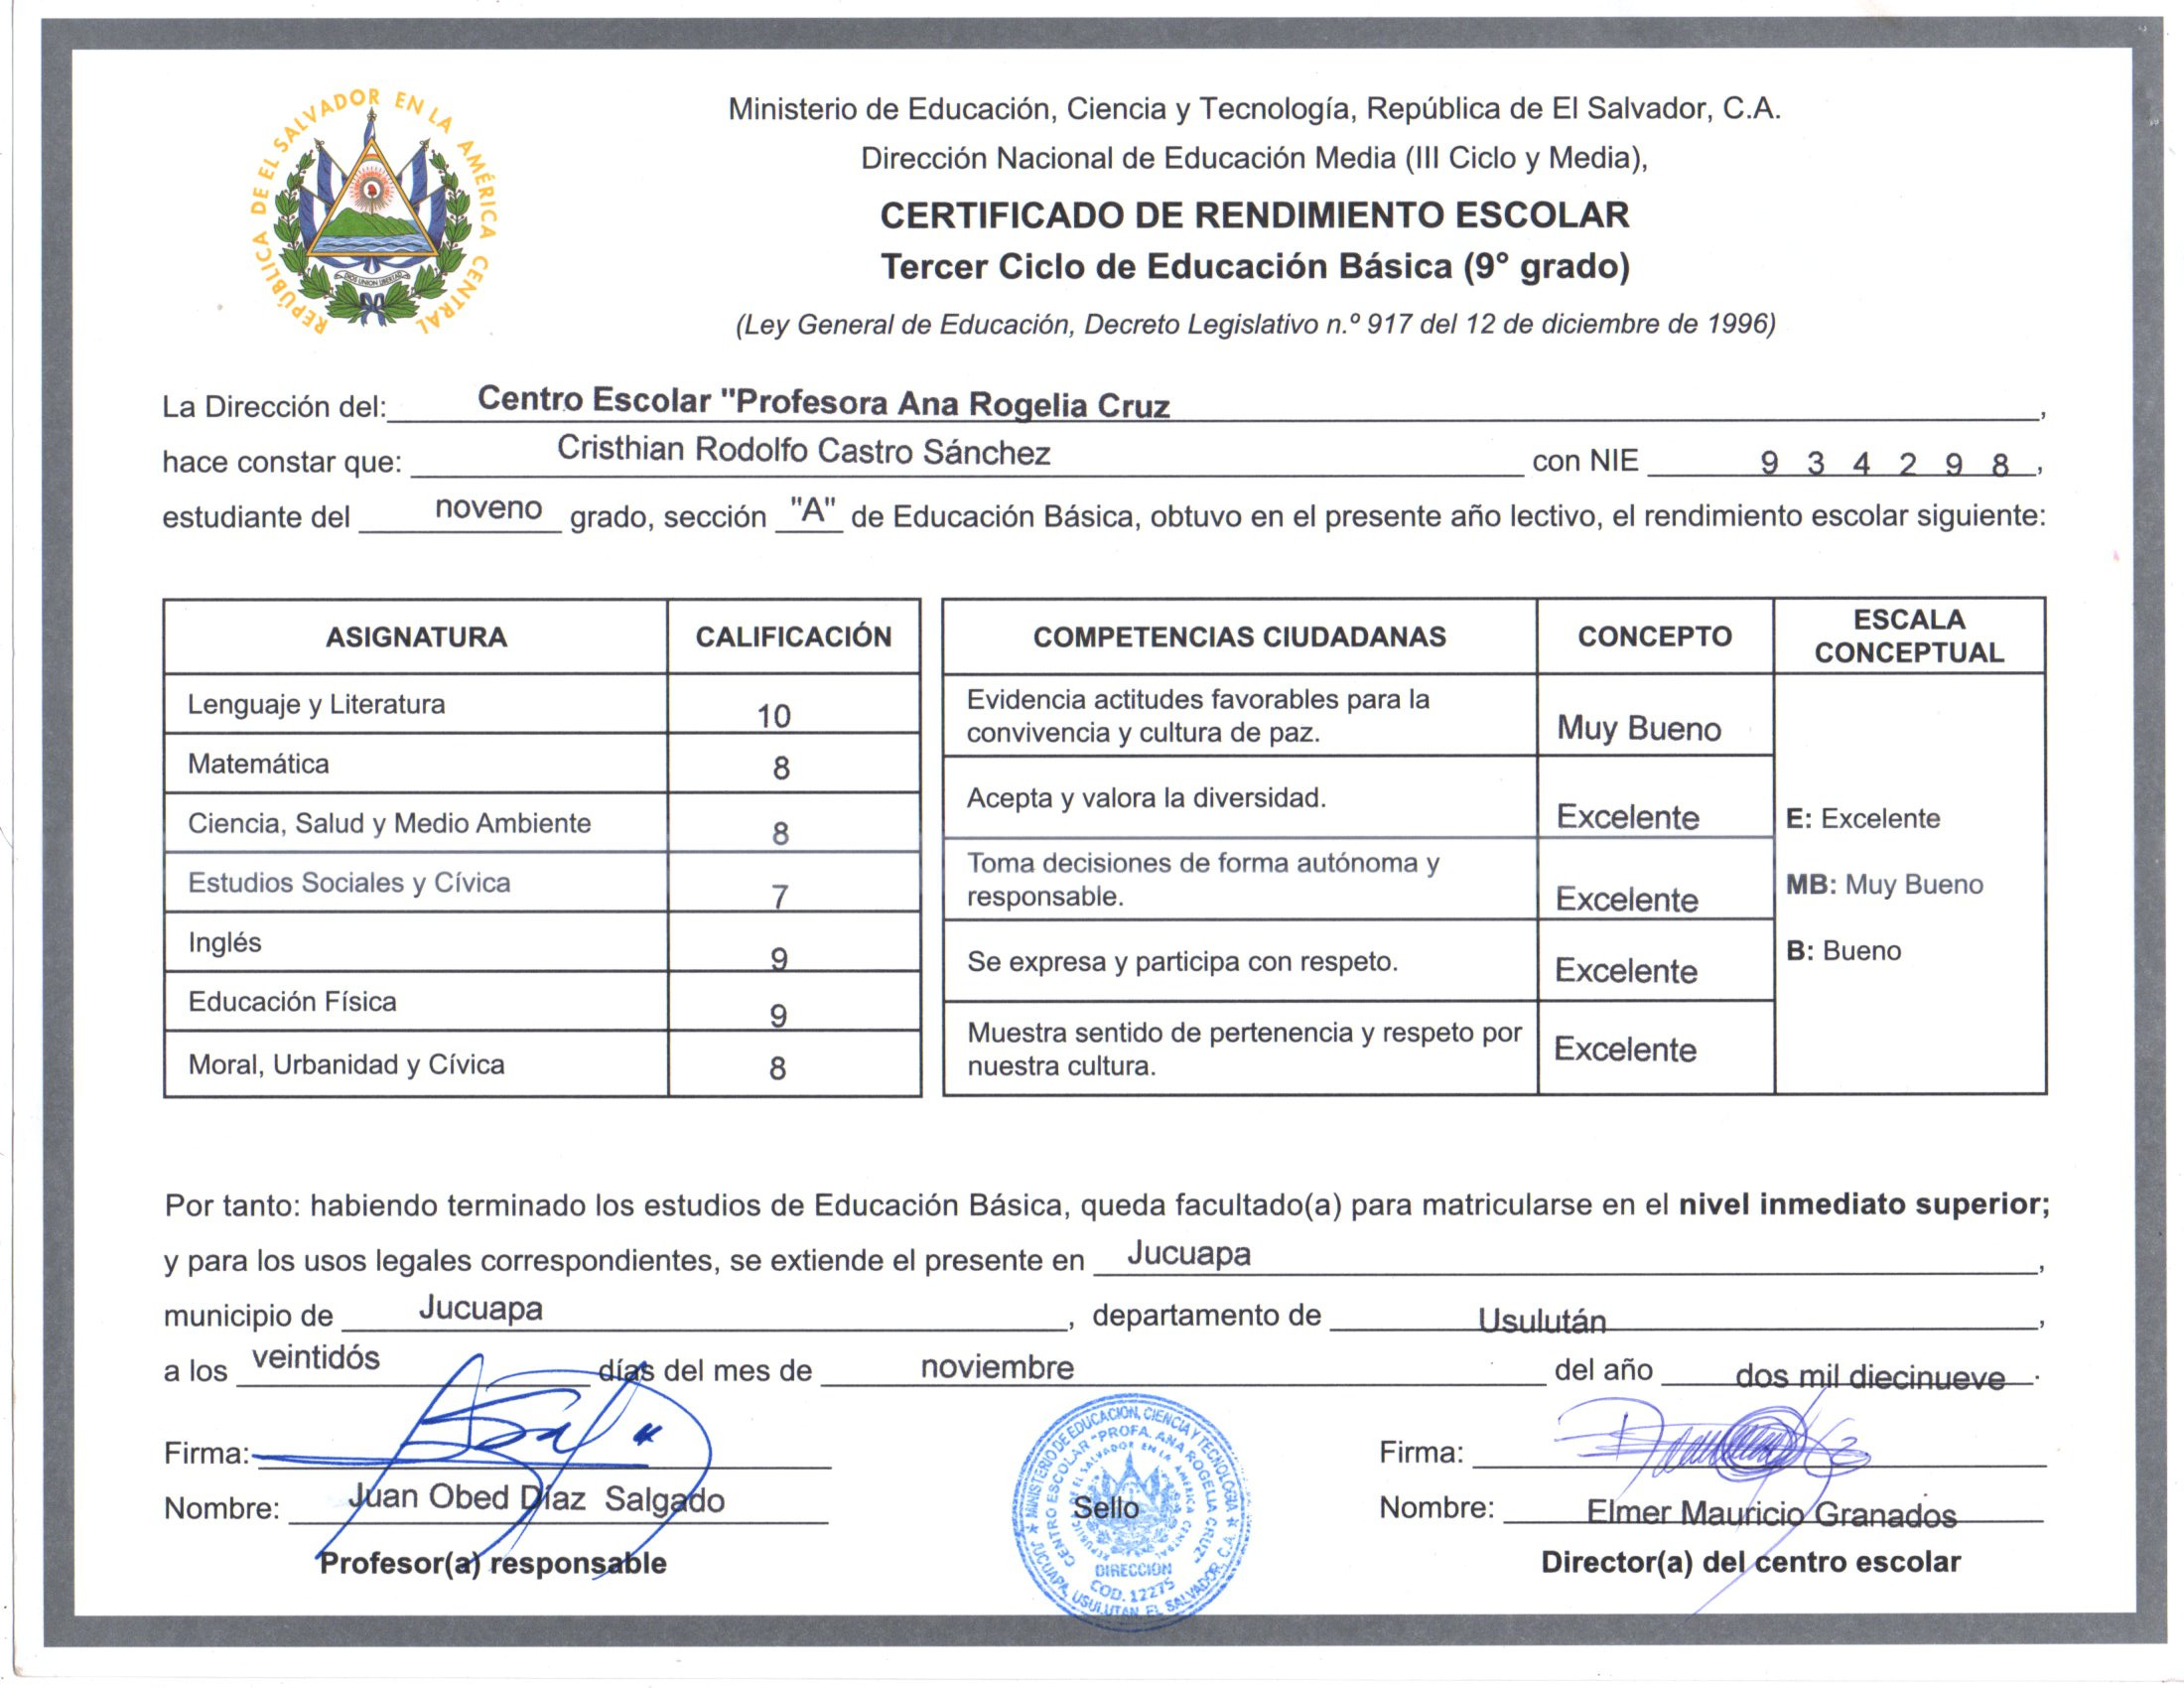 REPÚBLICA DE EL SALVADOR EN LA AMÉRICA CENTRAL
DIOS UNION LIBERTAD
Ministerio de Educación, Ciencia y Tecnología, República de El Salvador, C.A.
Dirección Nacional de Educación Media (III Ciclo y Media),
CERTIFICADO DE RENDIMIENTO ESCOLAR
Tercer Ciclo de Educación Básica (9° grado)
(Ley General de Educación, Decreto Legislativo n.º 917 del 12 de diciembre de 1996)
La Dirección del: Centro Escolar "Profesora Ana Rogelia Cruz,
hace constar que: Cristhian Rodolfo Castro Sánchez con NIE 9 3 4 2 9 8,
estudiante del noveno grado, sección "A" de Educación Básica, obtuvo en el presente año lectivo, el rendimiento escolar siguiente:
ASIGNATURA CALIFICACIÓN
Lenguaje y Literatura 10
Matemática 8
Ciencia, Salud y Medio Ambiente 8
Estudios Sociales y Cívica 7
Inglés 9
Educación Física 9
Moral, Urbanidad y Cívica 8
COMPETENCIAS CIUDADANAS CONCEPTO
Evidencia actitudes favorables para la
convivencia y cultura de paz. Muy Bueno
Acepta y valora la diversidad. Excelente
Toma decisiones de forma autónoma y
responsable. Excelente
Se expresa y participa con respeto. Excelente
Muestra sentido de pertenencia y respeto por
nuestra cultura. Excelente
ESCALA
CONCEPTUAL
E: Excelente
MB: Muy Bueno
B: Bueno
Por tanto: habiendo terminado los estudios de Educación Básica, queda facultado(a) para matricularse en el nivel inmediato superior;
y para los usos legales correspondientes, se extiende el presente en Jucuapa,
municipio de Jucuapa, departamento de Usulután,
a los veintidós días del mes de noviembre del año dos mil diecinueve.
Firma:
Nombre: Juan Obed Díaz Salgado
Profesor(a) responsable
Sello
MINISTERIO DE EDUCACIÓN, CIENCIA Y TECNOLOGÍA
CENTRO ESCOLAR "PROFA. ANA ROGELIA CRUZ"
REPUBLICA DE EL SALVADOR EN LA AMERICA CENTRAL
DIRECCION
COD. 12275
JUCUAPA, USULUTAN EL SALVADOR, C.A.
Firma:
Nombre: Elmer Mauricio Granados
Director(a) del centro escolar